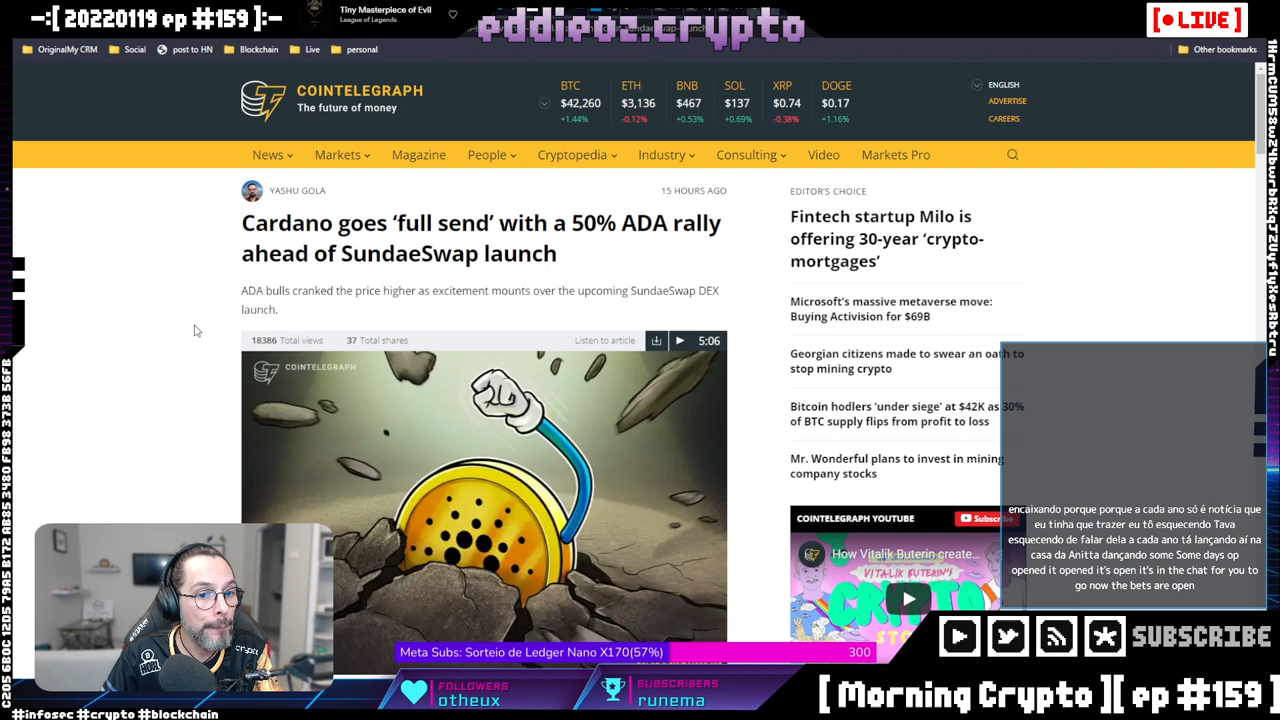 -:[ 20220119 ep #159 ]:-
Tiny Masterpiece of Evil
League of Legends
eddieoz.crypto
[● LIVE ]
OriginalMy CRM
Social
post to HN
Blockchain
Live
personal
Other bookmarks
COINTELEGRAPH
The future of money
BTC
ETH
BNB
SOL
XRP
DOGE
$42,260
$3,136
$467
$137
$0.74
$0.17
+1.44%
-0.12%
+0.53%
+0.69%
-0.38%
+1.16%
ENGLISH
ADVERTISE
CAREERS
News
Markets
Magazine
People
Cryptopedia
Industry
Consulting
Video
Markets Pro
YASHU GOLA
15 HOURS AGO
Cardano goes ‘full send’ with a 50% ADA rally
ahead of SundaeSwap launch
ADA bulls cranked the price higher as excitement mounts over the upcoming SundaeSwap DEX
launch.
18386 Total views
37 Total shares
Listen to article
5:06
COINTELEGRAPH
EDITOR'S CHOICE
Fintech startup Milo is
offering 30-year ‘crypto-
mortgages’
Microsoft's massive metaverse move:
Buying Activision for $69B
Georgian citizens made to swear an oath to
stop mining crypto
Bitcoin hodlers ‘under siege’ at $42K as 30%
of BTC supply flips from profit to loss
Mr. Wonderful plans to invest in mining
company stocks
COINTELEGRAPH YOUTUBE
Subscribe
How Vitalik Buterin create...
VITALIK BUTERIN'S
CRYPTO
encaixando porque porque a cada ano só é notícia que
eu tinha que trazer eu tô esquecendo Tava
esquecendo de falar dela a cada ano tá lançando aí na
casa da Anitta dançando some Some days op
opened it opened it's open it's in the chat for you to
go now the bets are open
Meta Subs: Sorteio de Ledger Nano X170(57%)
300
SUBSCRIBE
FOLLOWERS
otheux
SUBSCRIBERS
runema
[ Morning Crypto ][ ep #159 ]
#infosec #crypto #blockchain